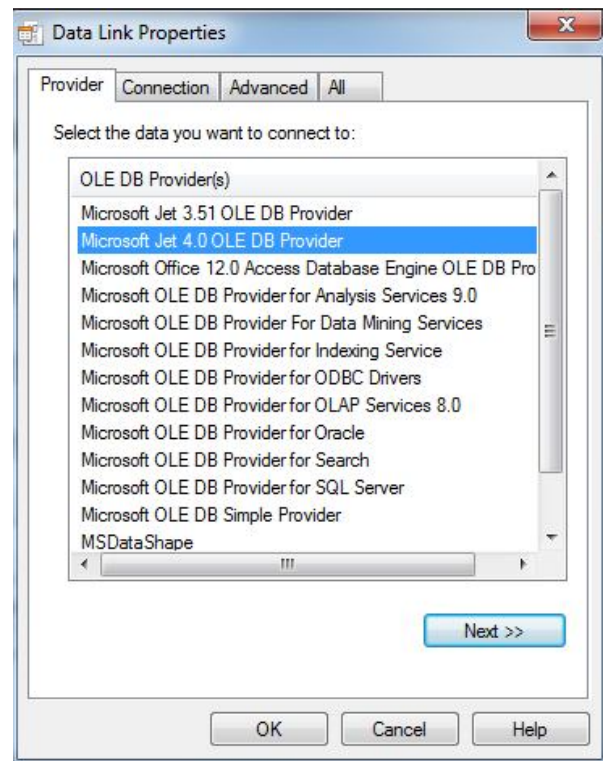 Data Link Properties
Provider Connection Advanced All
Select the data you want to connect to:
OLE DB Provider(s)
Microsoft Jet 3.51 OLE DB Provider
Microsoft Jet 4.0 OLE DB Provider
Microsoft Office 12.0 Access Database Engine OLE DB Pro
Microsoft OLE DB Provider for Analysis Services 9.0
Microsoft OLE DB Provider For Data Mining Services
Microsoft OLE DB Provider for Indexing Service
Microsoft OLE DB Provider for ODBC Drivers
Microsoft OLE DB Provider for OLAP Services 8.0
Microsoft OLE DB Provider for Oracle
Microsoft OLE DB Provider for Search
Microsoft OLE DB Provider for SQL Server
Microsoft OLE DB Simple Provider
MSDataShape
Next >>
OK Cancel Help